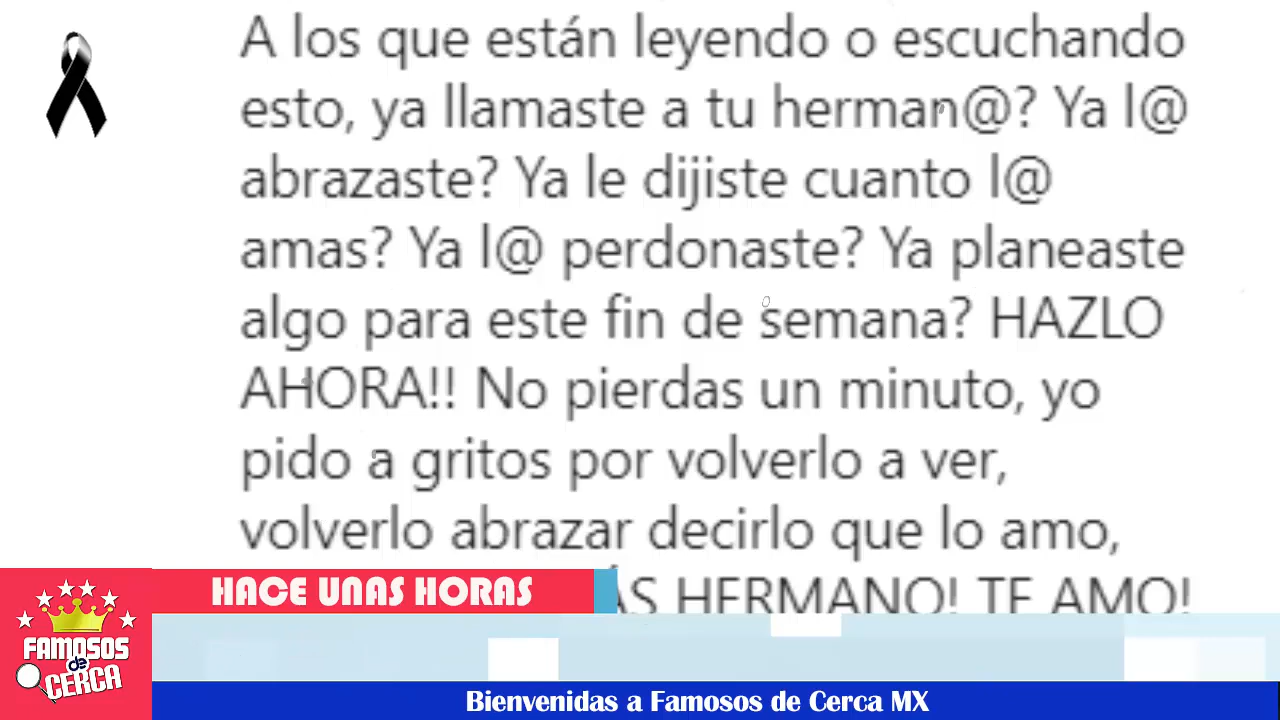 A los que están leyendo o escuchando
esto, ya llamaste a tu herman@? Ya l@
abrazaste? Ya le dijiste cuanto l@
amas? Ya l@ perdonaste? Ya planeaste
algo para este fin de semana? HAZLO
AHORA!! No pierdas un minuto, yo
pido a gritos por volverlo a ver,
volverlo abrazar decirlo que lo amo,
HERMANO! TE AMO!
HACE UNAS HORAS
FAMOSOS
de
CERCA
Bienvenidas a Famosos de Cerca MX